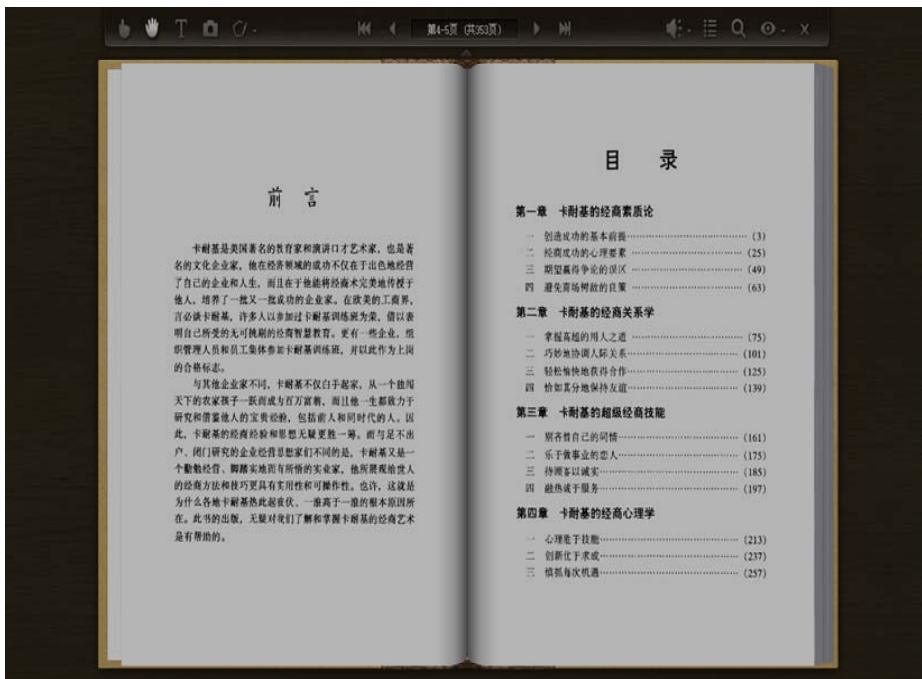 第4-5页 (共353页)
前言
卡耐基是美国著名的教育家和演讲口才艺术家，也是著
名的文化企业家，他在经济领域的成功不仅在于出色地经营
了自己的企业和人生，而且在于他能将经商术完美地传授于
他人，培养了一批又一批成功的企业家。在欧美的工商界，
言必谈卡耐基，许多人以参加过卡耐基训练班为荣，借以表
明自己所受的无可挑剔的经商智慧教育。更有一些企业，组
织管理人员和员工集体参加卡耐基训练班，并以此作为上岗
的合格标志。
与其他企业家不同，卡耐基不仅白手起家，从一个独闯
天下的农家孩子一跃而成为百万富翁，而且他一生都致力于
研究和借鉴他人的宝贵经验，包括前人和同时代的人。因
此，卡耐基的经商经验和思想无疑更胜一筹。而与足不出
户、闭门研究的企业经营思想家们不同的是，卡耐基又是一
个勤勉经营、脚踏实地而有所悟的实业家，他所展现给世人
的经商方法和技巧更具有实用性和可操作性。也许，这就是
为什么各地卡耐基热此起彼伏、一浪高于一浪的根本原因所
在。此书的出版，无疑对我们了解和掌握卡耐基的经商艺术
是有帮助的。
目录
第一章 卡耐基的经商素质论
一 创造成功的基本前提…………………………(3)
二 经商成功的心理要素…………………………(25)
三 期望赢得争论的误区…………………………(49)
四 避免商场树敌的良策…………………………(63)
第二章 卡耐基的经商关系学
一 掌握高超的用人之道…………………………(75)
二 巧妙地协调人际关系…………………………(101)
三 轻松愉快地获得合作…………………………(125)
四 恰如其分地保持友谊…………………………(139)
第三章 卡耐基的超级经商技能
一 别吝惜自己的同情…………………………(161)
二 乐于做事业的恋人…………………………(175)
三 待顾客以诚实…………………………(185)
四 融热诚于服务…………………………(197)
第四章 卡耐基的经商心理学
一 心理胜于技能…………………………(213)
二 创新优于求成…………………………(237)
三 慎抓每次机遇…………………………(257)